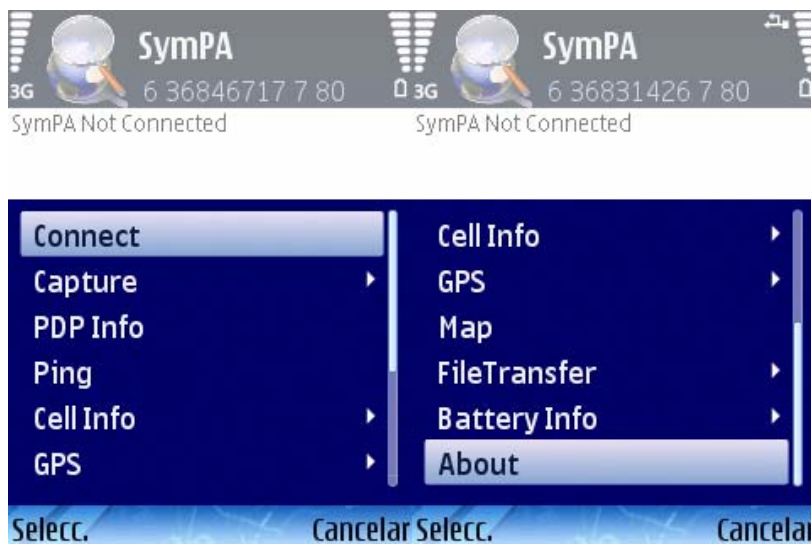 SymPA
3G
6 36846717 7 80
SymPA Not Connected
Connect
Capture
PDP Info
Ping
Cell Info
GPS
Selecc.
Cancelar
SymPA
3G
6 36831426 7 80
SymPA Not Connected
Cell Info
GPS
Map
FileTransfer
Battery Info
About
Selecc.
Cancelar